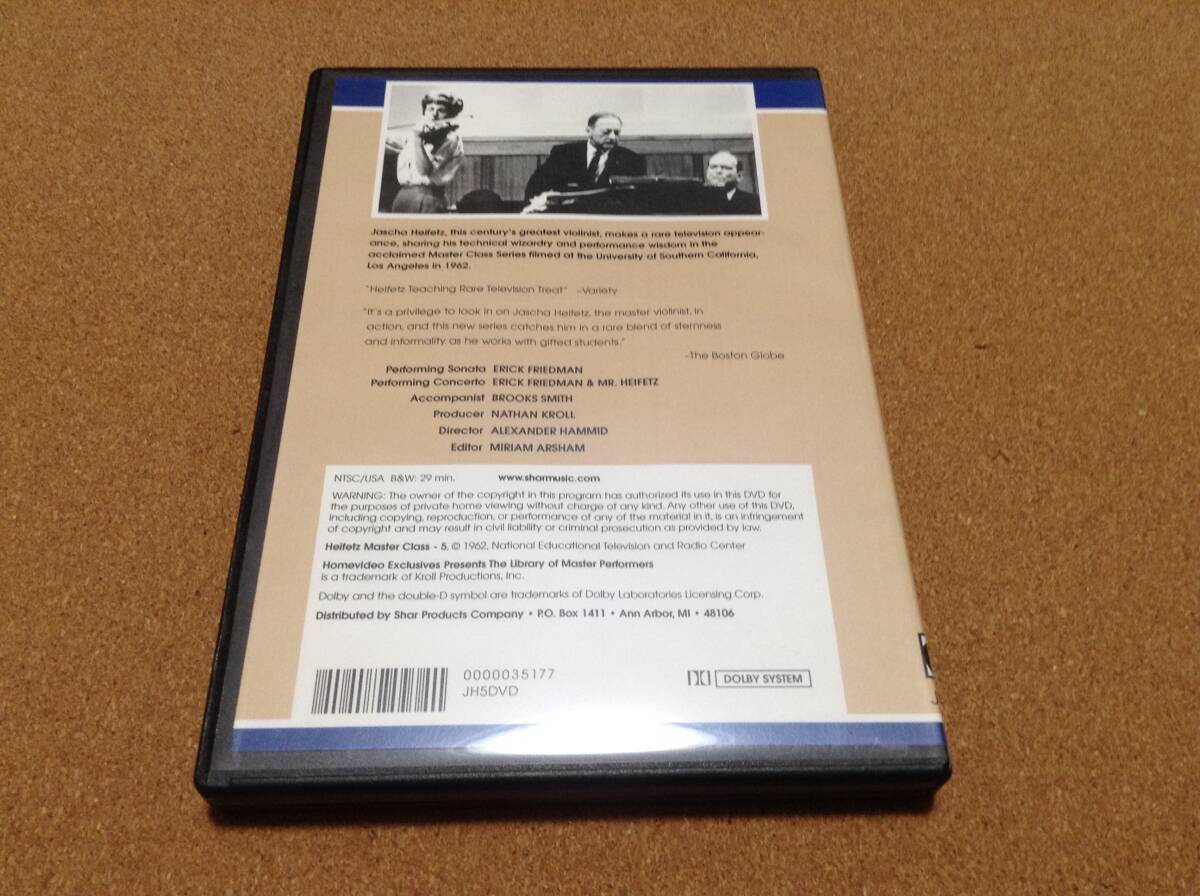 Jascha Heifetz, this century's greatest violinist, makes a rare television appear-
ance, sharing his technical wizardry and performance wisdom in the
acclaimed Master Class Series filmed at the University of Southern California,
Los Angeles in 1962.
"Heifetz Teaching Rare Television Treat" –Variety
"It's a privilege to look in on Jascha Heifetz, the master violinist, in
action, and this new series catches him in a rare blend of sternness
and informality as he works with gifted students."
–The Boston Globe
Performing Sonata ERICK FRIEDMAN
Performing Concerto ERICK FRIEDMAN & MR. HEIFETZ
Accompanist BROOKS SMITH
Producer NATHAN KROLL
Director ALEXANDER HAMMID
Editor MIRIAM ARSHAM
NTSC/USA B&W: 29 min. www.sharmusic.com
WARNING: The owner of the copyright in this program has authorized its use in this DVD for
the purposes of private home viewing without charge of any kind. Any other use of this DVD,
including copying, reproduction, or performance of any of the material in it, is an infringement
of copyright and may result in civil liability or criminal prosecution as provided by law.
Heifetz Master Class - 5, © 1962, National Educational Television and Radio Center
Homevideo Exclusives Presents The Library of Master Performers
is a trademark of Kroll Productions, Inc.
Dolby and the double-D symbol are trademarks of Dolby Laboratories Licensing Corp.
Distributed by Shar Products Company • P.O. Box 1411 • Ann Arbor, MI • 48106
0000035177
JH5DVD
DOLBY SYSTEM